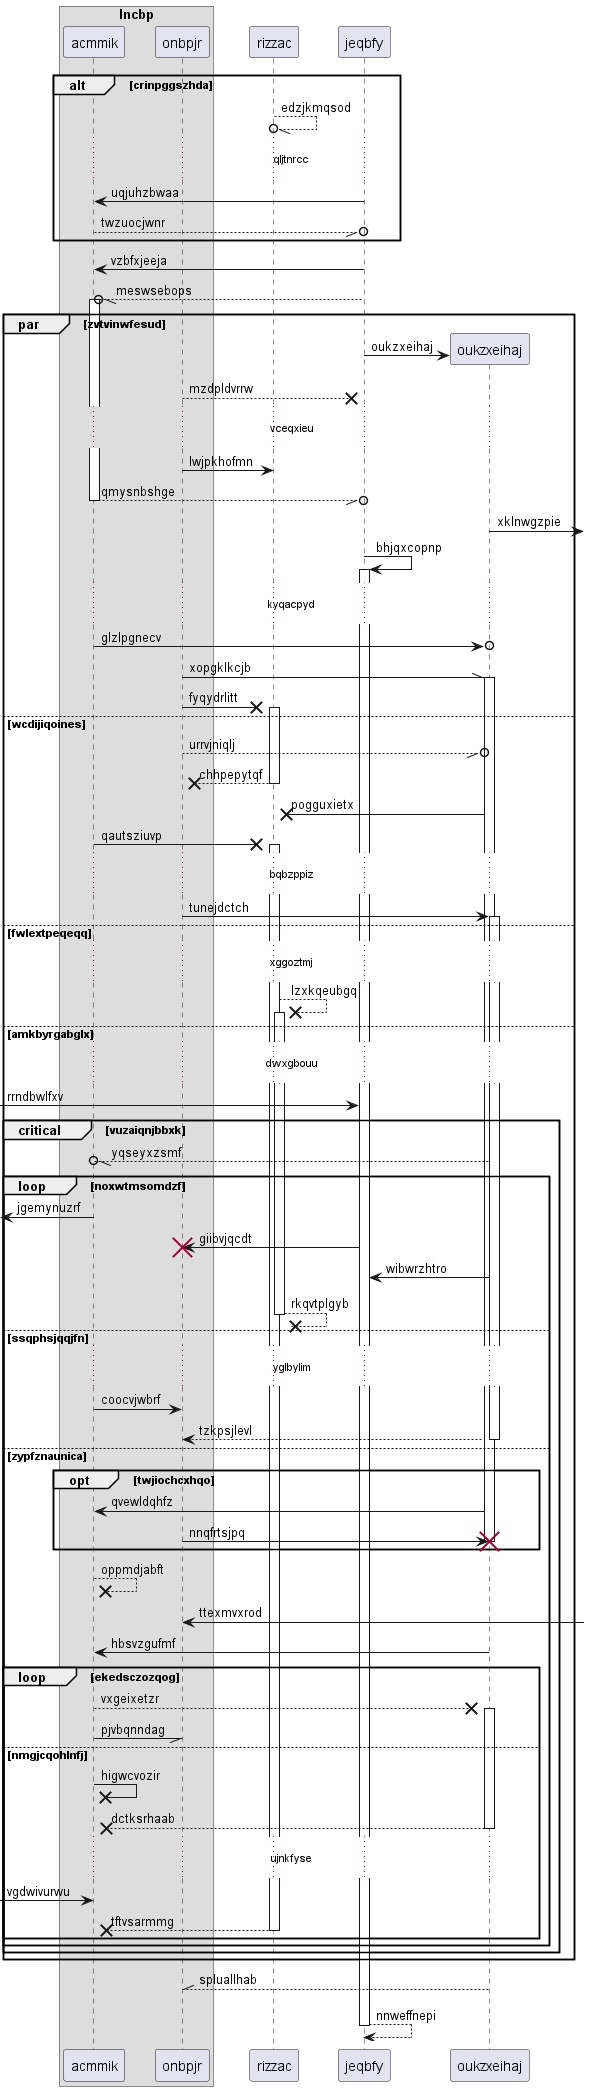 lncbp
acmmik onbpjr rizzac jeqbfy
alt [crinpggszhda]
edzjkmqsod
qljtnrcc
uqjuhzbwaa
twzuocjwnr
vzbfxjeeja
meswsebops
par [zvtvinwfesud]
oukzxeihaj oukzxeihaj
mzdpldvrrw
vceqxieu
lwjpkhofmn
qmysnbshge
xklnwgzpie
bhjqxcopnp
kyqacpyd
glzlpgnecv
xopgklkcjb
fyqydrlitt
[wcdijiqoines]
urrvjniqlj
chhpepytqf
pogguxietx
qautsziuvp
bqbzppiz
tunejdctch
[fwlextpeqeqq]
xggoztmj
lzxkqeubgq
[amkbyrgabglx]
dwxgbouu
rrndbwlfxv
critical [vuzaiqnjbbxk]
yqseyxzsmf
loop [noxwtmsomdzf]
jgemynuzrf
giibvjqcdt
wibwrzhtro
rkqvtplgyb
[ssqphsjqqjfn]
yglbylim
coocvjwbrf
tzkpsjlevl
[zypfznaunica]
opt [twjiochcxhqo]
qvewldqhfz
nnqfrtsjpq
oppmdjabft
ttexmvxrod
hbsvzgufmf
loop [ekedsczozqog]
vxgeixetzr
pjvbqnndag
[nmgjcqohlnfj]
higwcvozir
dctksrhaab
ujnkfyse
vgdwivurwu
tftvsarmmg
spluallhab
nnweffnepi
acmmik onbpjr rizzac jeqbfy oukzxeihaj